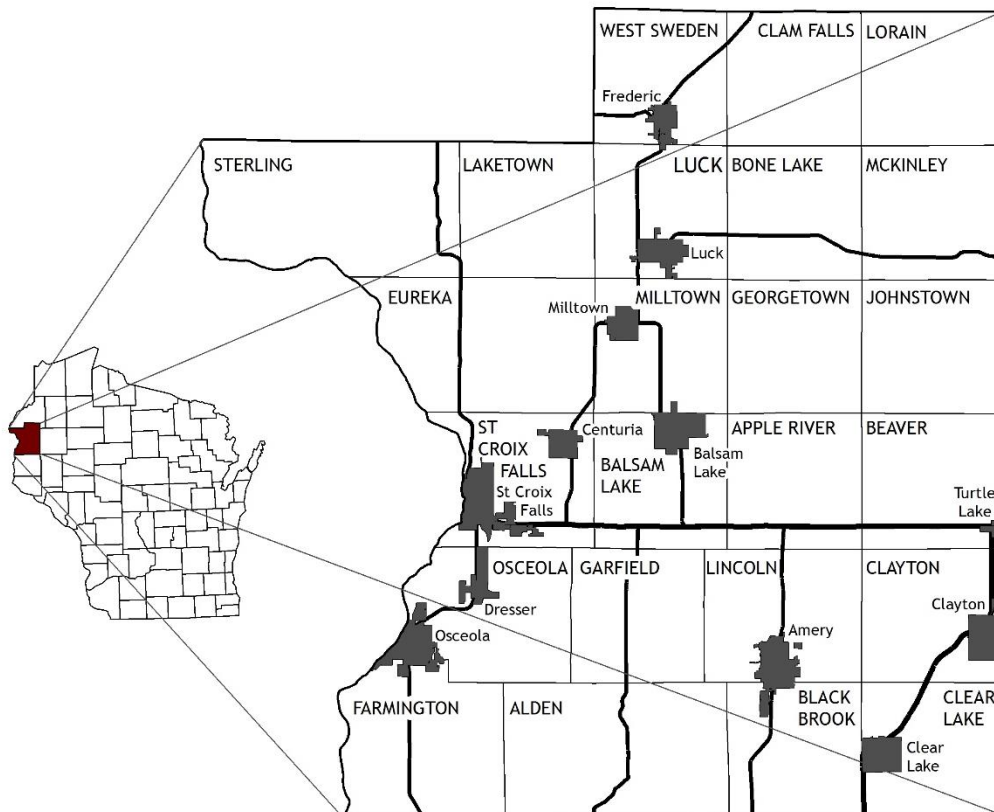 WEST SWEDEN
CLAM FALLS
LORAIN
Frederic
STERLING
LAKETOWN
LUCK
BONE LAKE
MCKINLEY
Luck
EUREKA
Milltown
MILLTOWN
GEORGETOWN
JOHNSTOWN
ST
CROIX
FALLS
St Croix
Falls
Centuria
BALSAM
LAKE
Balsam
Lake
APPLE RIVER
BEAVER
Turtle
Lake
OSCEOLA
GARFIELD
LINCOLN
CLAYTON
Dresser
Osceola
Amery
Clayton
FARMINGTON
ALDEN
BLACK
BROOK
CLEAR
LAKE
Clear
Lake